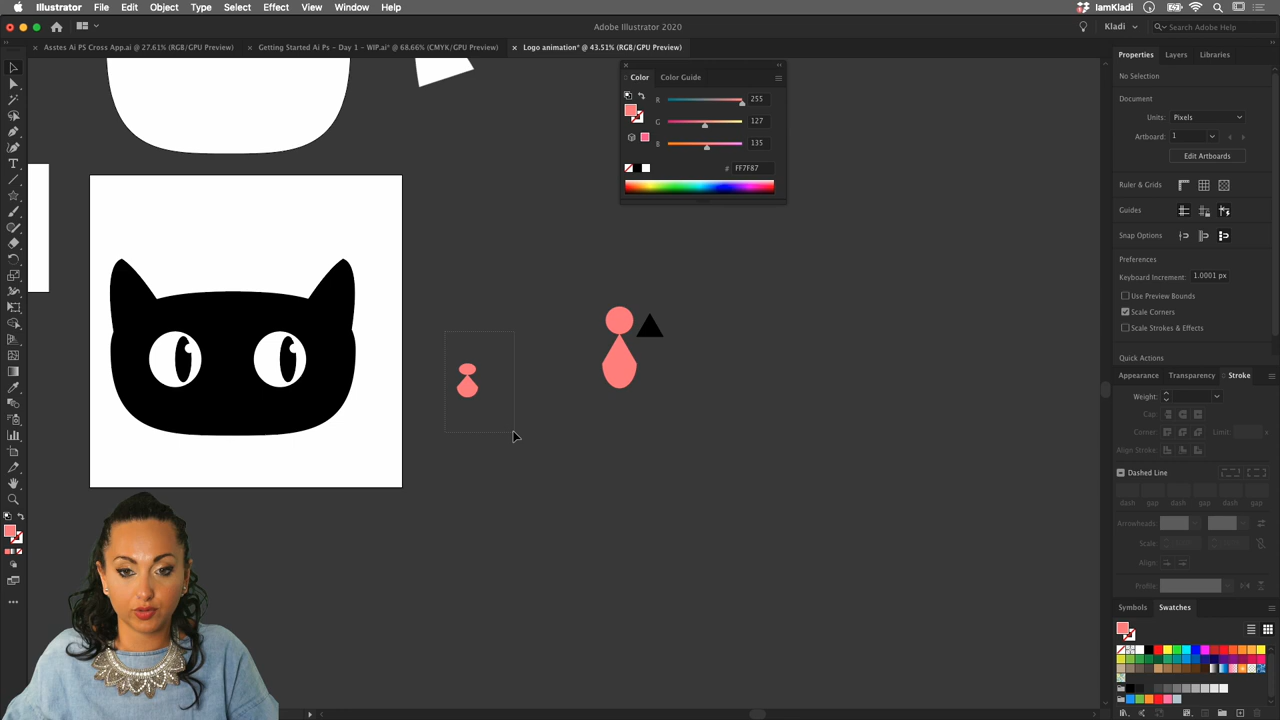 Illustrator File Edit Object Type Select Effect View Window Help
IamKladi
Adobe Illustrator 2020
Kladi
Search Adobe Help
Asstes Ai PS Cross App.ai @ 27.61% (RGB/GPU Preview)
Getting Started Ai Ps – Day 1 – WIP.ai* @ 68.66% (CMYK/GPU Preview)
Logo animation* @ 43.51% (RGB/GPU Preview)
Color Color Guide
R 255
G 127
B 135
# FF7F87
Properties Layers Libraries
No Selection
Document
Units: Pixels
Artboard: 1
Edit Artboards
Ruler & Grids
Guides
Snap Options
Preferences
Keyboard Increment: 1.0001 px
Use Preview Bounds
Scale Corners
Scale Strokes & Effects
Quick Actions
Appearance Transparency Stroke
Weight:
Cap:
Corner: Limit: x
Align Stroke:
Dashed Line
dash gap dash gap dash gap
Arrowheads:
Scale:
Align:
Profile:
Symbols Swatches